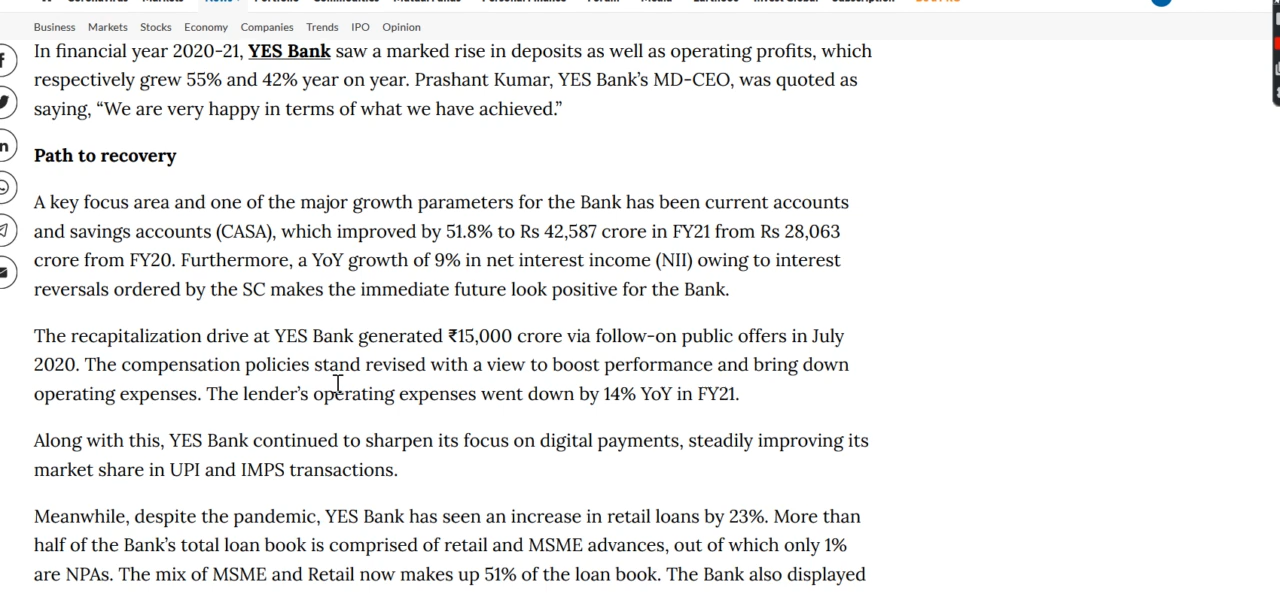 Business Markets Stocks Economy Companies Trends IPO Opinion
In financial year 2020-21, YES Bank saw a marked rise in deposits as well as operating profits, which
respectively grew 55% and 42% year on year. Prashant Kumar, YES Bank’s MD-CEO, was quoted as
saying, “We are very happy in terms of what we have achieved.”
Path to recovery
A key focus area and one of the major growth parameters for the Bank has been current accounts
and savings accounts (CASA), which improved by 51.8% to Rs 42,587 crore in FY21 from Rs 28,063
crore from FY20. Furthermore, a YoY growth of 9% in net interest income (NII) owing to interest
reversals ordered by the SC makes the immediate future look positive for the Bank.
The recapitalization drive at YES Bank generated ₹15,000 crore via follow-on public offers in July
2020. The compensation policies stand revised with a view to boost performance and bring down
operating expenses. The lender’s operating expenses went down by 14% YoY in FY21.
Along with this, YES Bank continued to sharpen its focus on digital payments, steadily improving its
market share in UPI and IMPS transactions.
Meanwhile, despite the pandemic, YES Bank has seen an increase in retail loans by 23%. More than
half of the Bank’s total loan book is comprised of retail and MSME advances, out of which only 1%
are NPAs. The mix of MSME and Retail now makes up 51% of the loan book. The Bank also displayed